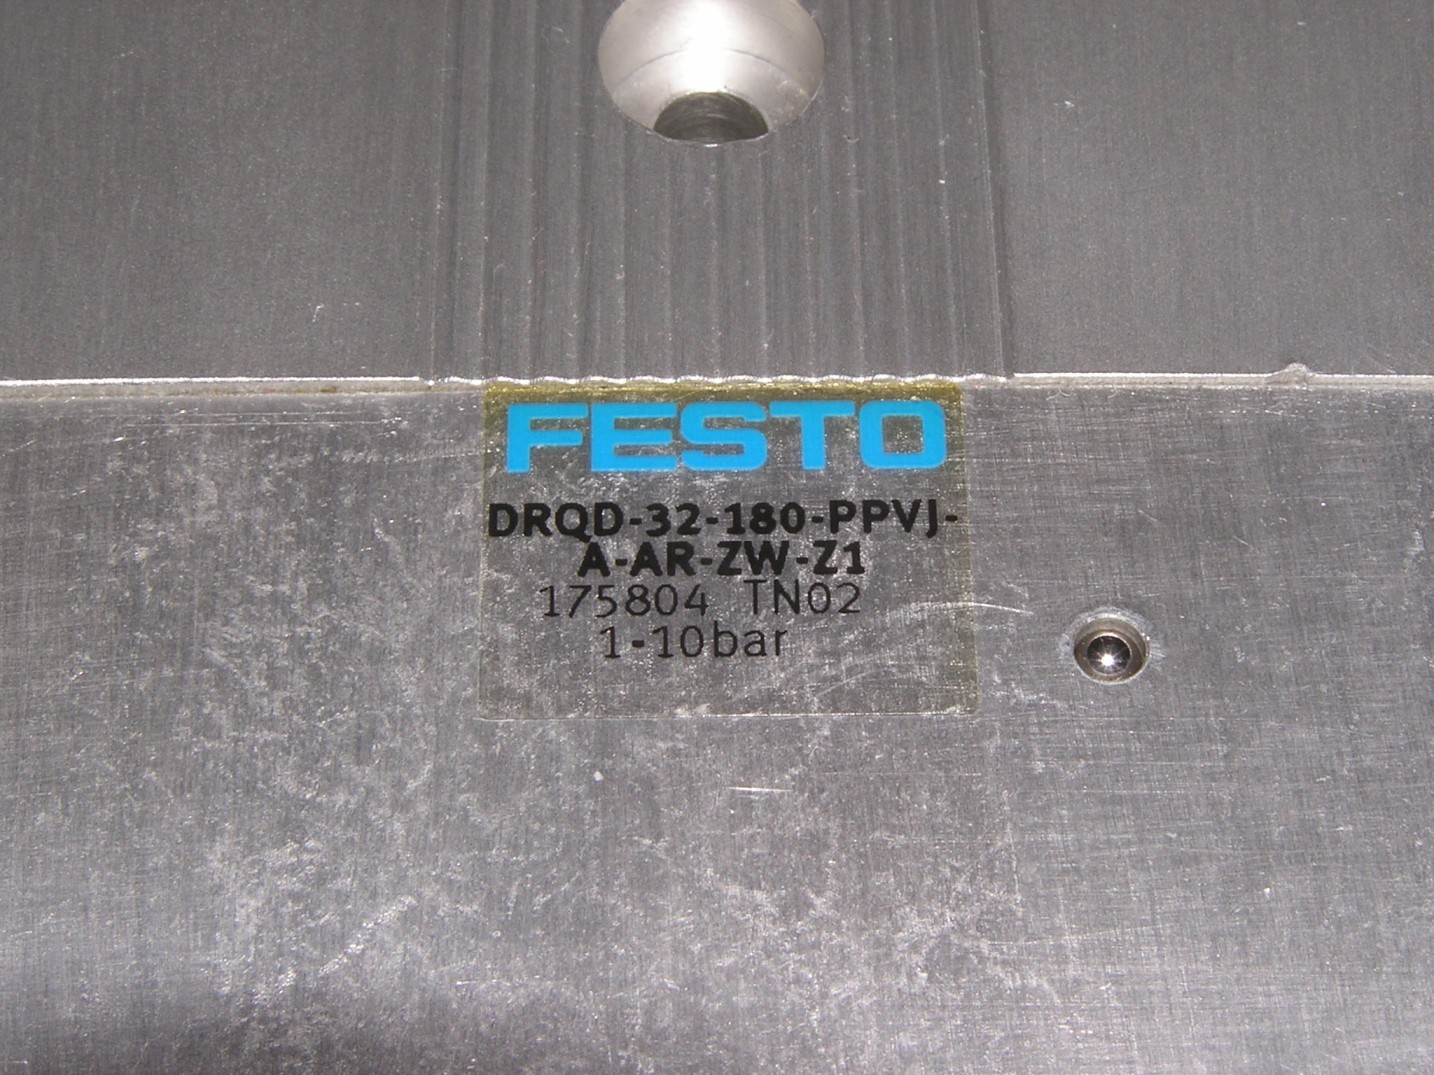 FESTO
DRQD-32-180-PPVJ-
A-AR-ZW-Z1
175804 TN02
1-10bar